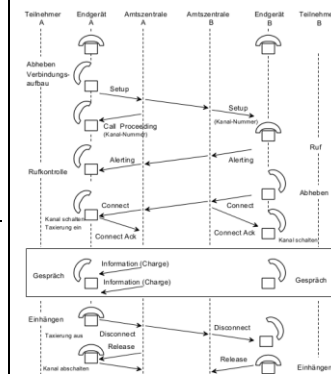 Teilnehmer Endgerät Amtszentrale Amtszentrale Endgerät Teilnehmer
A A A B B B
Abheben
Verbindungs-
aufbau
Setup
Setup
(Kanal-Nummer)
Call Proceeding
(Kanal-Nummer)
Ruf
Alerting
Alerting
Rufkontrolle
Abheben
Connect
Connect
Kanal schalten
Taxierung ein
Connect Ack
Connect Ack
Kanal schalten
Information (Charge)
Gespräch
Gespräch
Information (Charge)
Einhängen
Disconnect
Disconnect
Taxierung aus
Release
Release
Kanal abschalten
Einhängen